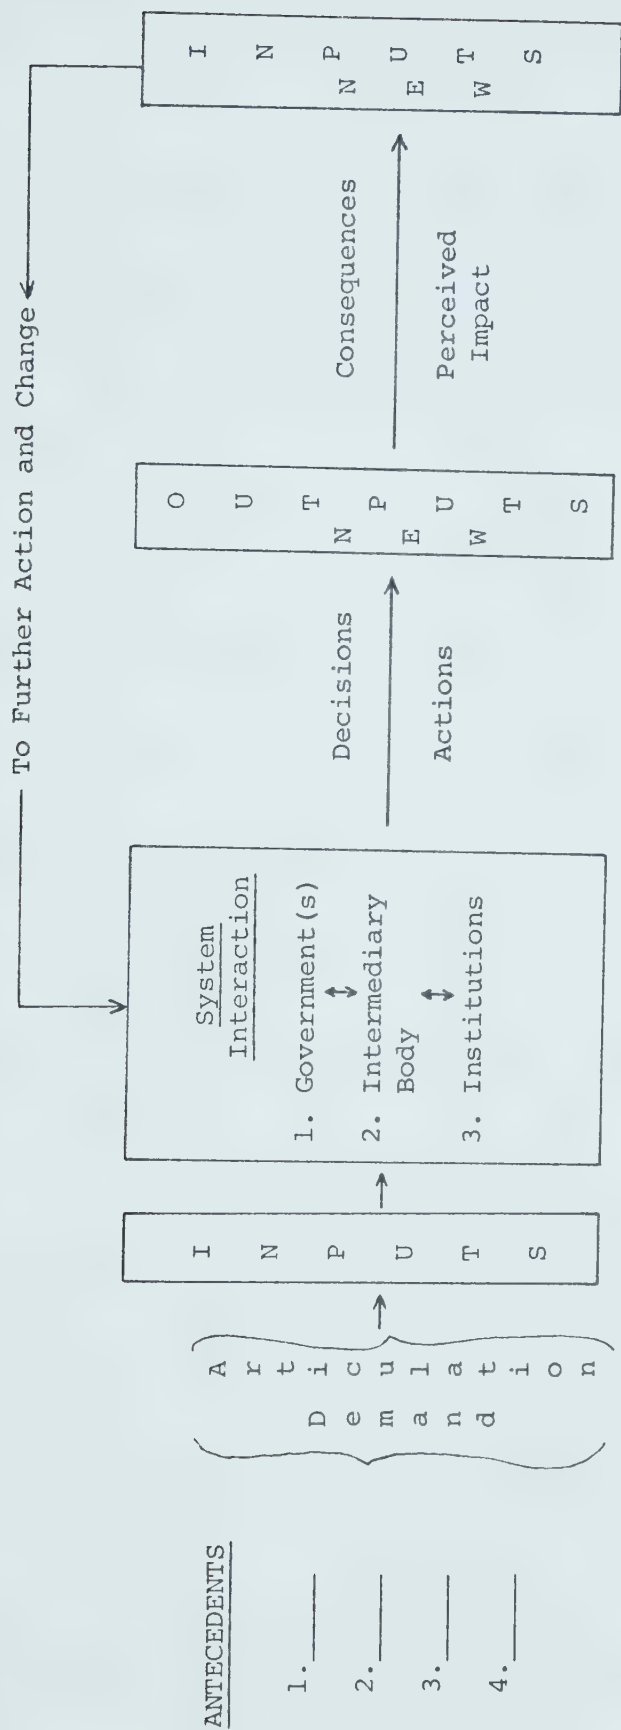 To Further Action and Change
ANTECEDENTS
1.
2.
3.
4.
Demand
Articulation
INPUTS
System
Interaction
1. Government(s)
2. Intermediary
Body
3. Institutions
Decisions
Actions
NEW
OUTPUTS
Consequences
Perceived
Impact
NEW
INPUTS